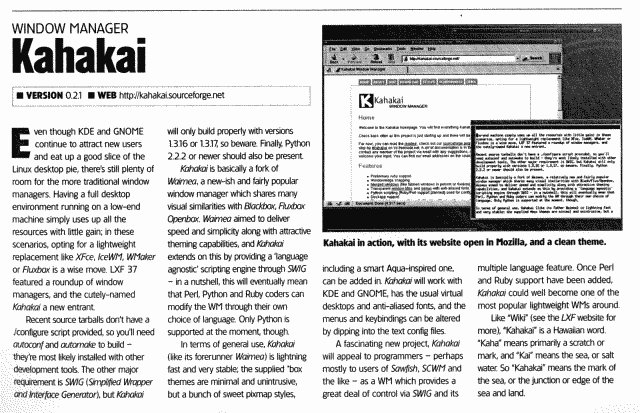 WINDOW MANAGER
Kahakai
■ VERSION 0.2.1 ■ WEB http://kahakai.sourceforge.net
Even though KDE and GNOME
continue to attract new users
and eat up a good slice of the
Linux desktop pie, there's still plenty of
room for the more traditional window
managers. Having a full desktop
environment running on a low-end
machine simply uses up all the
resources with little gain; in these
scenarios, opting for a lightweight
replacement like XFce, IceWM, WMaker
or Fluxbox is a wise move. LXF 37
featured a roundup of window
managers, and the cutely-named
Kahakai a new entrant.
Recent source tarballs don't have a
./configure script provided, so you'll need
autoconf and automake to build –
they're most likely installed with other
development tools. The other major
requirement is SWIG (Simplified Wrapper
and Interface Generator), but Kahakai
will only build properly with versions
1.3.16 or 1.3.17, so beware. Finally, Python
2.2.2 or newer should also be present.
Kahakai is basically a fork of
Waimea, a new-ish and fairly popular
window manager which shares many
visual similarities with Blackbox, Fluxbox
Openbox. Waimea aimed to deliver
speed and simplicity along with attractive
theming capabilities, and Kahakai
extends on this by providing a 'language
agnostic' scripting engine through SWIG
– in a nutshell, this will eventually mean
that Perl, Python and Ruby coders can
modify the WM through their own
choice of language. Only Python is
supported at the moment, though.
In terms of general use, Kahakai
(like its forerunner Waimea) is lightning
fast and very stable; the supplied *box
themes are minimal and unintrusive,
but a bunch of sweet pixmap styles,
Kahakai in action, with its website open in Mozilla, and a clean theme.
including a smart Aqua-inspired one,
can be added in. Kahakai will work with
KDE and GNOME, has the usual virtual
desktops and anti-aliased fonts, and the
menus and keybindings can be altered
by dipping into the text config files.
A fascinating new project, Kahakai
will appeal to programmers – perhaps
mostly to users of Sawfish, SCWM and
the like – as a WM which provides a
great deal of control via SWIG and its
multiple language feature. Once Perl
and Ruby support have been added,
Kahakai could well become one of the
most popular lightweight WMs around.
Like "Wiki" (see the LXF website for
more), "Kahakai" is a Hawaiian word.
"Kaha" means primarily a scratch or
mark, and "Kai" means the sea, or salt
water. So "Kahakai" means the mark of
the sea, or the junction or edge of the
sea and land.
Kahakai
WINDOW MANAGER
Home
Features